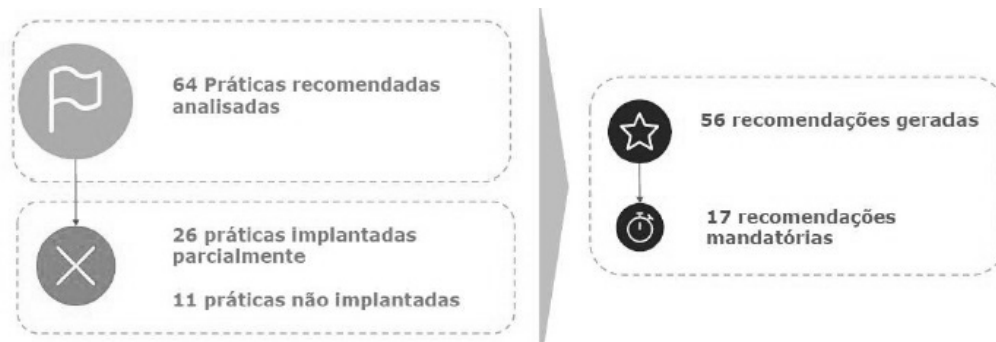 64 Práticas recomendadas
analisadas
26 práticas implantadas
parcialmente
11 práticas não implantadas
56 recomendações geradas
17 recomendações
mandatórias